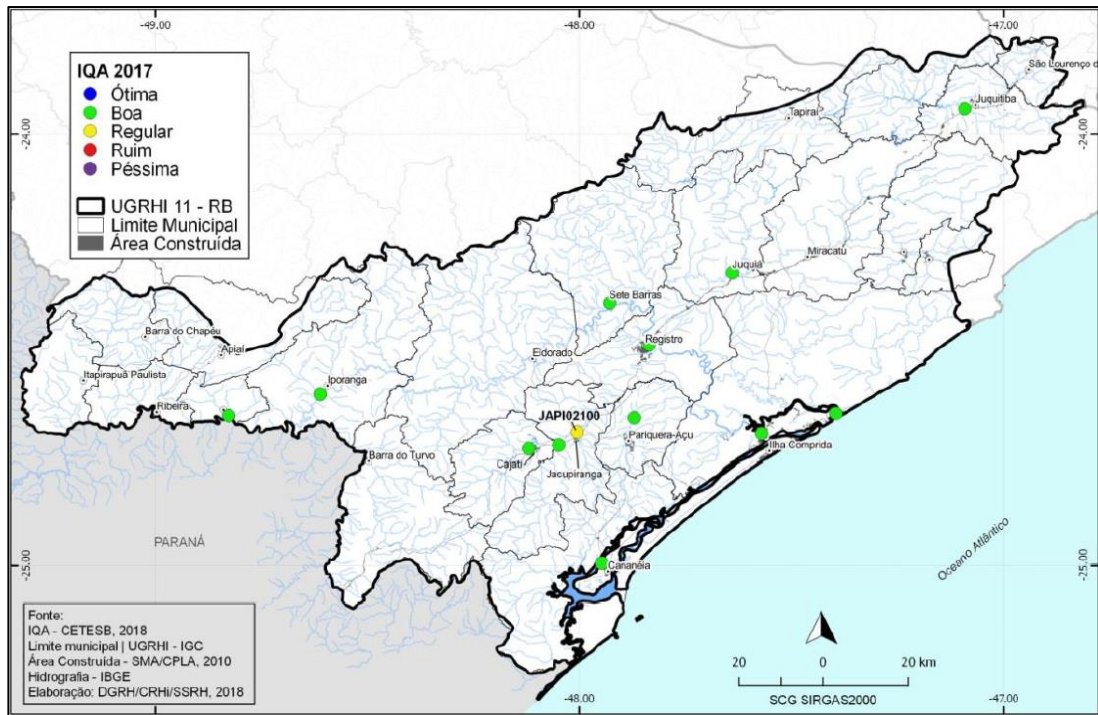 -49.00
-48.00
-47.00
IQA 2017
Ótima
Boa
Regular
Ruim
Péssima
UGRHI 11 - RB
Limite Municipal
Área Construída
São Lourenço d
Juquitiba
Tapiraí
-24.00
-24.00
Miracatu
Juquiá
Sete Barras
Registro
Barra do Chapéu
Apiaí
Eldorado
Itapirapuã Paulista
Iporanga
Ribeira
JAPI02100
Pariquera-Açu
Ilha Comprida
Barra do Turvo
Cajati
Jacupiranga
PARANÁ
Cananéia
Oceano Atlântico
-25.00
-25.00
Fonte:
IQA - CETESB, 2018
Limite municipal | UGRHI - IGC
Área Construída - SMA/CPLA, 2010
Hidrografia - IBGE
Elaboração: DGRH/CRHi/SSRH, 2018
20 0 20 km
SCG SIRGAS2000
-48.00
-47.00